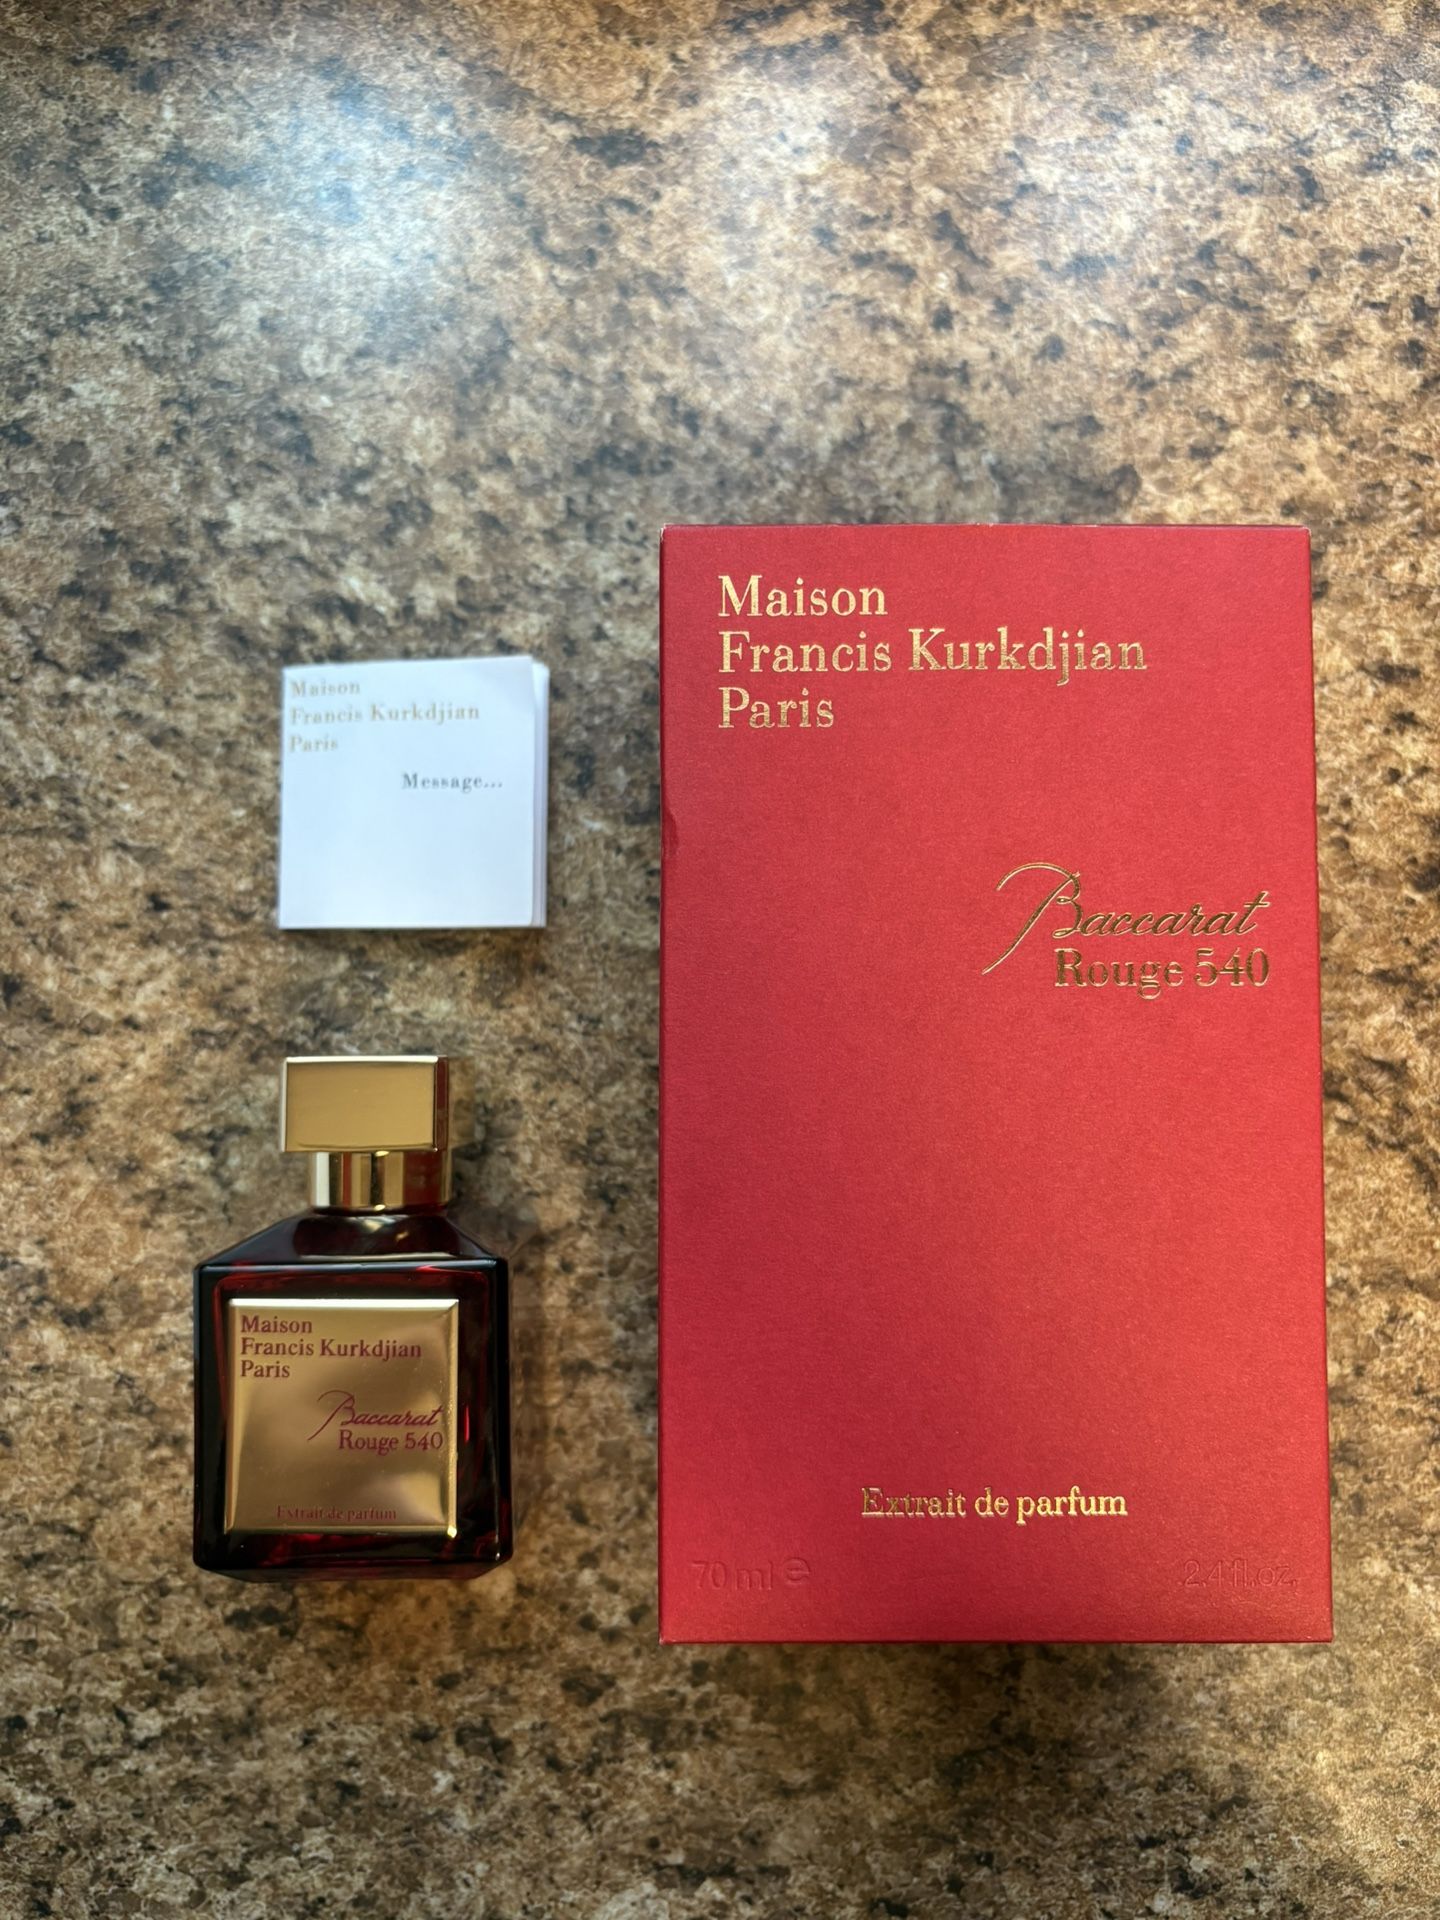 Maison
Francis Kurkdjian
Paris
Message...
Maison
Francis Kurkdjian
Paris
Baccarat
Rouge 540
Extrait de parfum
Maison
Francis Kurkdjian
Paris
Baccarat
Rouge 540
Extrait de parfum
70 ml ℮
2.4 fl.oz.